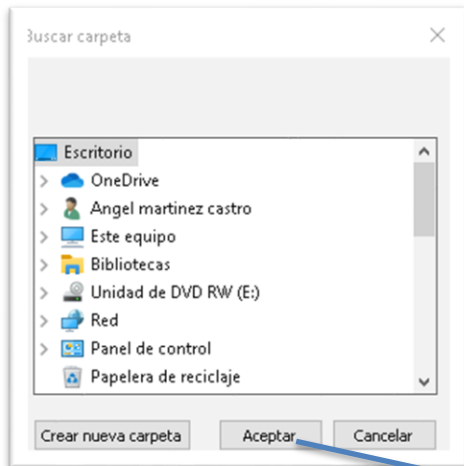 Buscar carpeta
Escritorio
OneDrive
Angel martinez castro
Este equipo
Bibliotecas
Unidad de DVD RW (E:)
Red
Panel de control
Papelera de reciclaje
Crear nueva carpeta
Aceptar
Cancelar